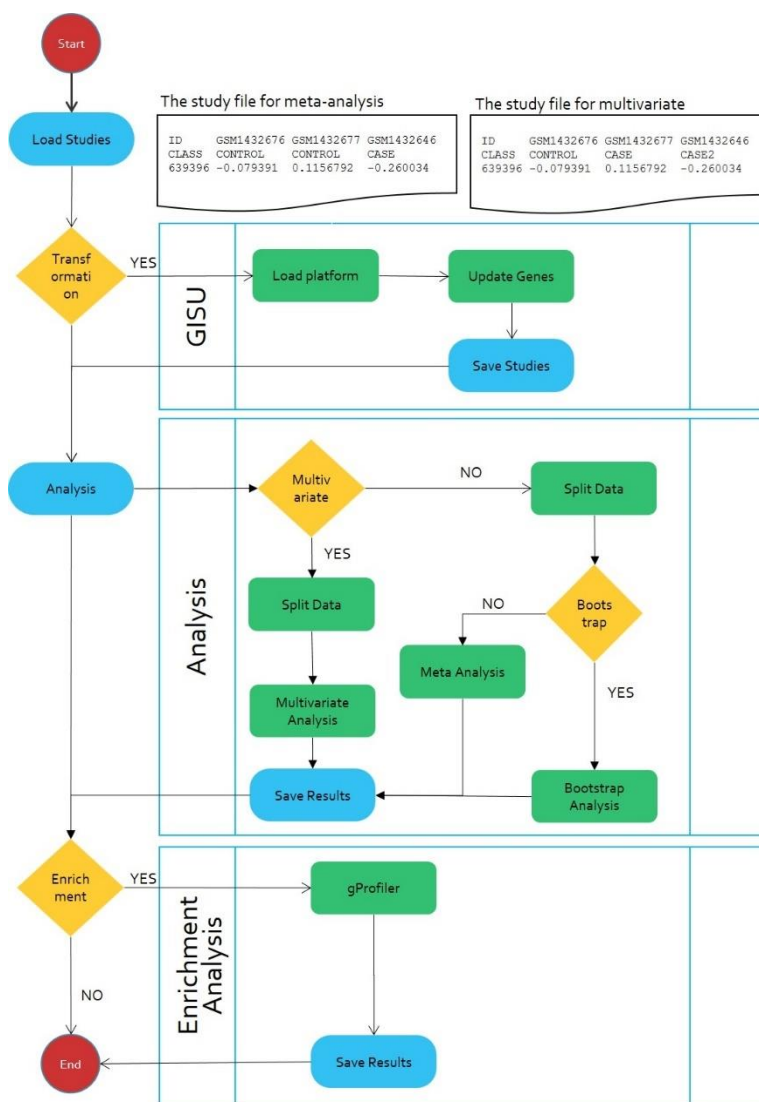 Start
The study file for meta-analysis
The study file for multivariate
Load Studies
ID GSM1432676 GSM1432677 GSM1432646
CLASS CONTROL CONTROL CASE
639396 -0.079391 0.1156792 -0.260034
ID GSM1432676 GSM1432677 GSM1432646
CLASS CONTROL CASE CASE2
639396 -0.079391 0.1156792 -0.260034
Transf
ormati
on
YES
GISU
Load platform
Update Genes
Save Studies
Analysis
Analysis
Multiv
ariate
NO
Split Data
YES
Split Data
NO
Boots
trap
Meta Analysis
YES
Multivariate
Analysis
Save Results
Bootstrap
Analysis
Enrich
ment
YES
Enrichment
Analysis
gProfiler
NO
End
Save Results